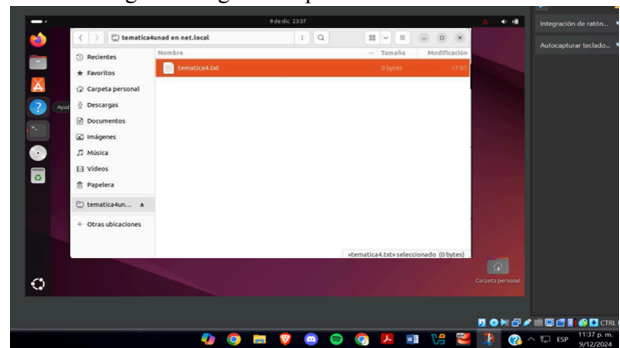 9 de dic 23:37
tematica4unad en net.local
Nombre
Tamaño
Modificación
Recientes
tematica4.txt
0 bytes
17:07
Favoritos
Carpeta personal
Descargas
Documentos
Imágenes
Música
Vídeos
Papelera
tematica4un...
Otras ubicaciones
«tematica4.txt» seleccionado (0 bytes)
Carpeta personal
Ayud
Integración de ratón...
Autocapturar teclado...
CTRL
ESP
11:37 p. m.
9/12/2024